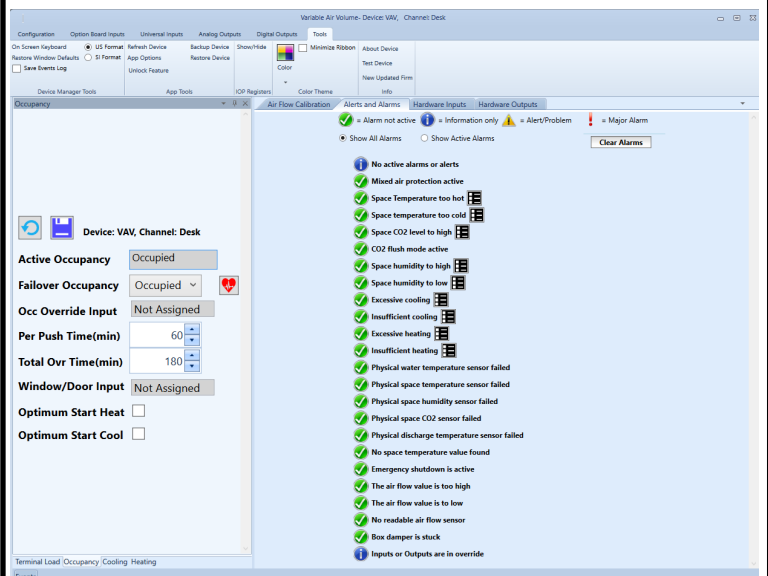 Variable Air Volume- Device: VAV, Channel: Desk
Configuration Option Board Inputs Universal Inputs Analog Outputs Digital Outputs Tools
On Screen Keyboard US Format Refresh Device Backup Device Show/Hide Minimize Ribbon About Device
Restore Window Defaults SI Format App Options Restore Device Test Device
Save Events Log Unlock Feature Color New Updated Firm
Device Manager Tools App Tools IOP Registers Color Theme Info
Occupancy
Air Flow Calibration Alerts and Alarms Hardware Inputs Hardware Outputs
= Alarm not active = Information only = Alert/Problem = Major Alarm
Show All Alarms Show Active Alarms Clear Alarms
No active alarms or alerts
Mixed air protection active
Space Temperature too hot
Space temperature too cold
Space CO2 level to high
CO2 flush mode active
Space humidity to high
Space humidity to low
Excessive cooling
Insufficient cooling
Excessive heating
Insufficient heating
Physical water temperature sensor failed
Physical space temperature sensor failed
Physical space humidity sensor failed
Physical space CO2 sensor failed
Physical discharge temperature sensor failed
No space temperature value found
Emergency shutdown is active
The air flow value is too high
The air flow value is to low
No readable air flow sensor
Box damper is stuck
Inputs or Outputs are in override
Device: VAV, Channel: Desk
Active Occupancy Occupied
Failover Occupancy Occupied
Occ Override Input Not Assigned
Per Push Time(min) 60
Total Ovr Time(min) 180
Window/Door Input Not Assigned
Optimum Start Heat
Optimum Start Cool
Terminal Load Occupancy Cooling Heating